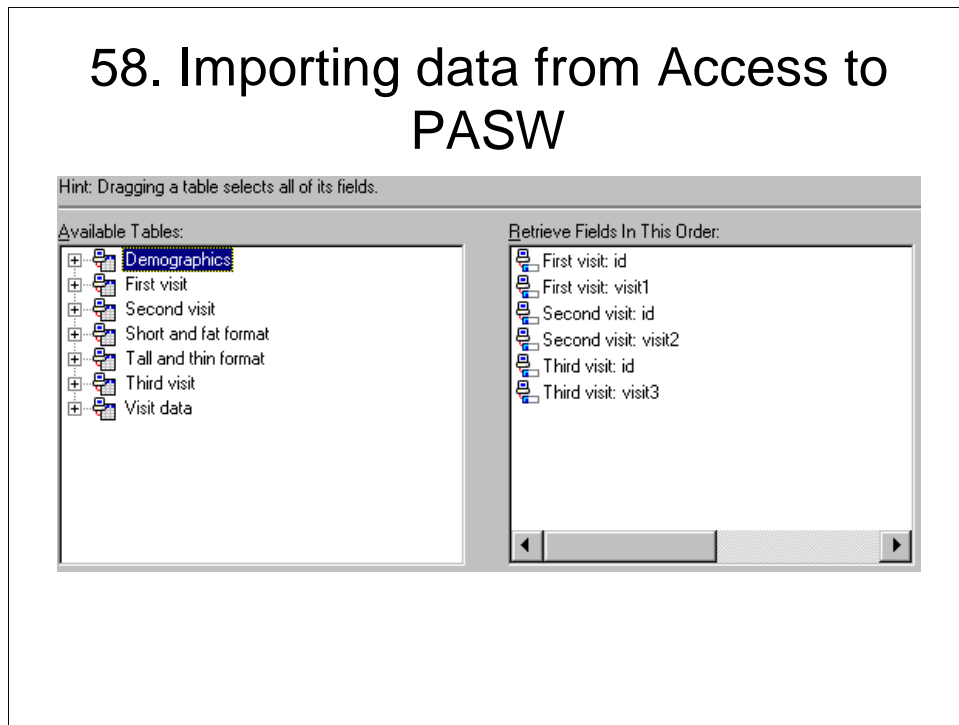 58. Importing data from Access to
PASW
Hint: Dragging a table selects all of its fields.
Available Tables:
Demographics
First visit
Second visit
Short and fat format
Tall and thin format
Third visit
Visit data
Retrieve Fields In This Order:
First visit: id
First visit: visit1
Second visit: id
Second visit: visit2
Third visit: id
Third visit: visit3